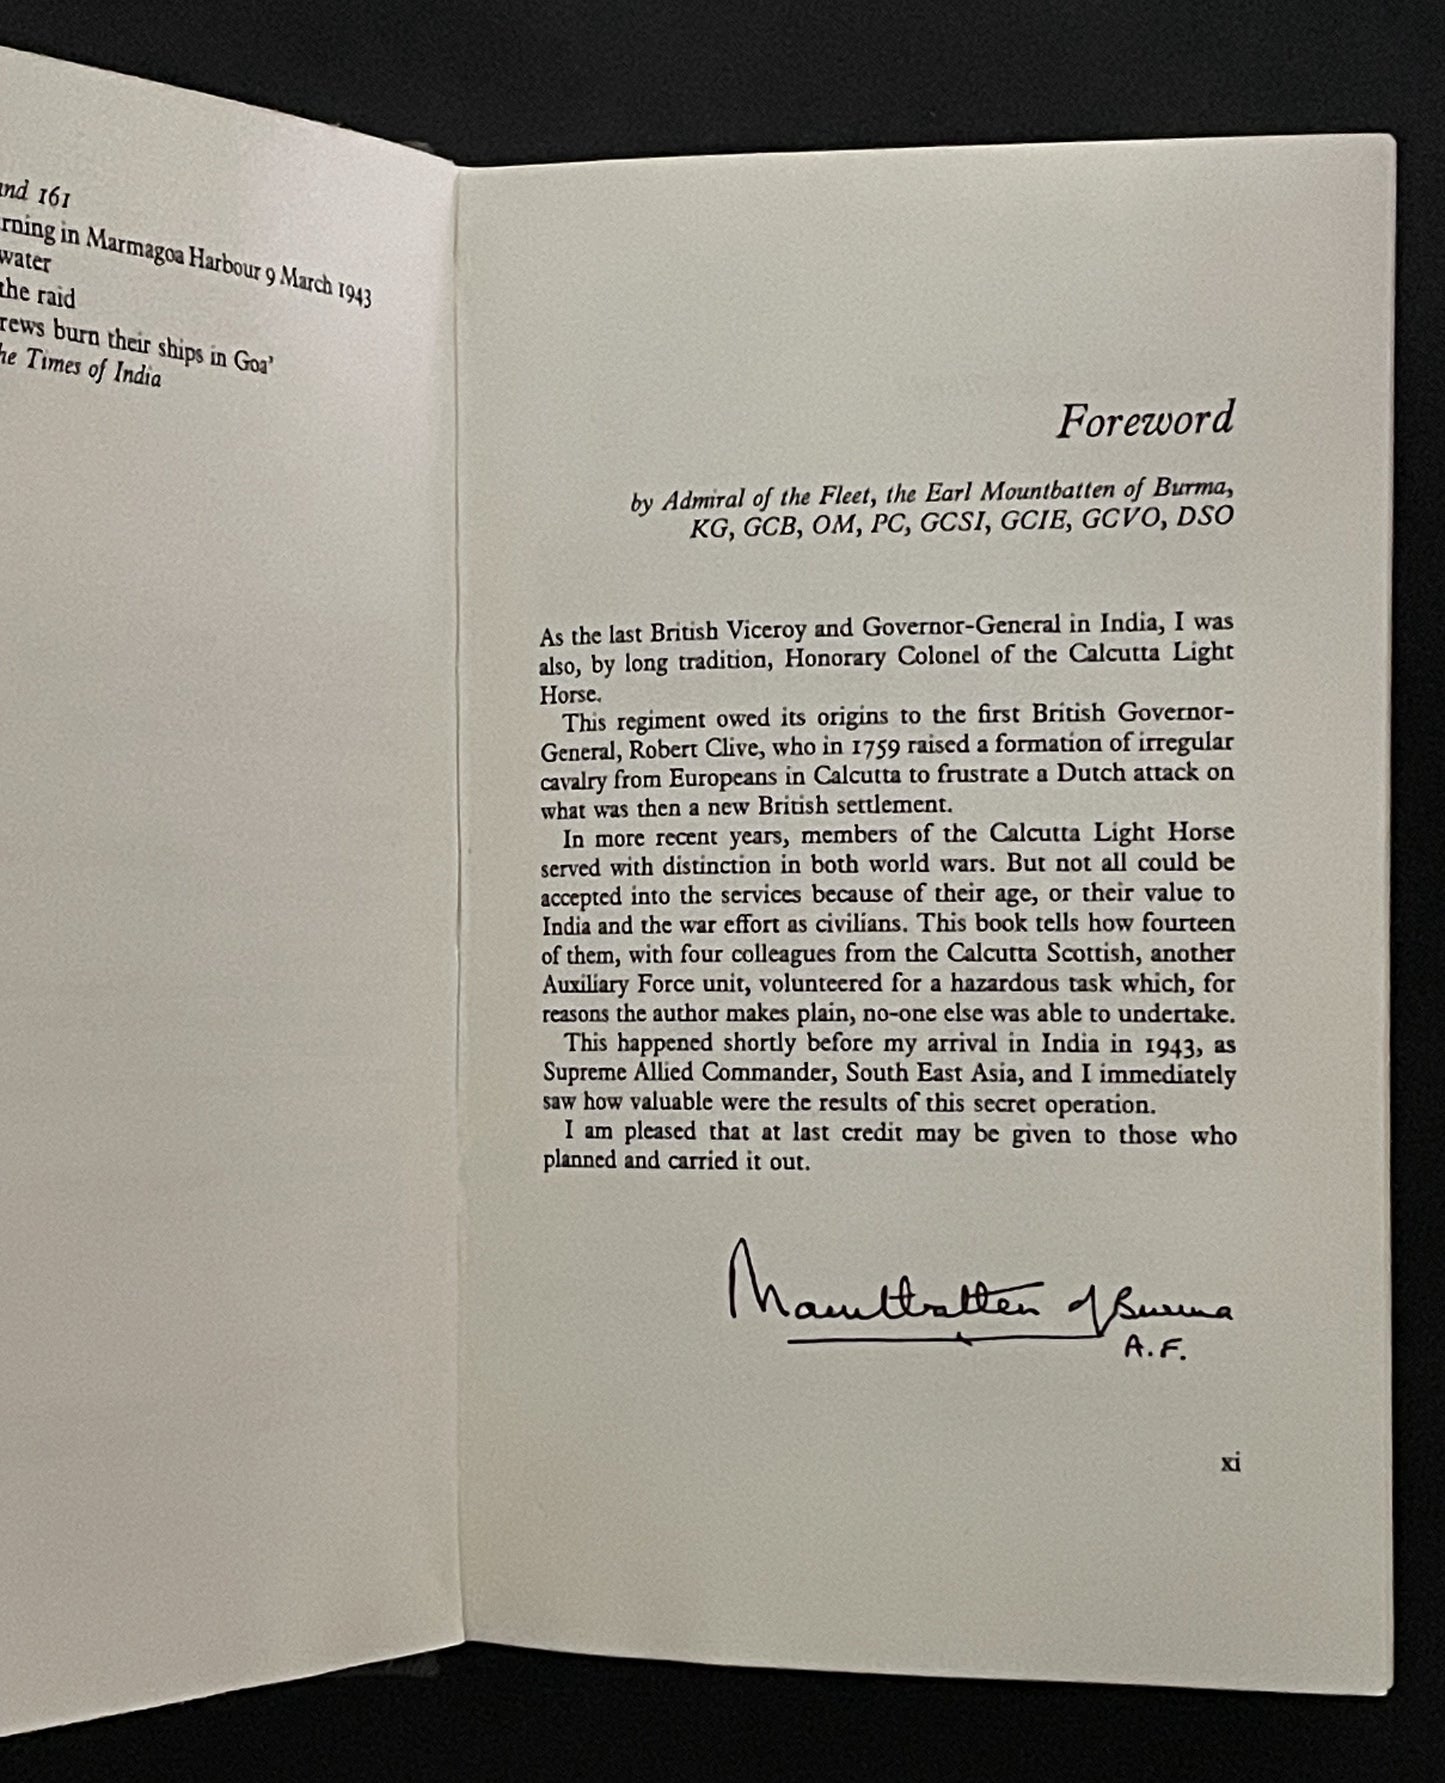 and 161
rning in Marmagoa Harbour 9 March 1943
water
the raid
rews burn their ships in Goa’
he Times of India
Foreword
by Admiral of the Fleet, the Earl Mountbatten of Burma,
KG, GCB, OM, PC, GCSI, GCIE, GCVO, DSO
As the last British Viceroy and Governor-General in India, I was
also, by long tradition, Honorary Colonel of the Calcutta Light
Horse.
This regiment owed its origins to the first British Governor-
General, Robert Clive, who in 1759 raised a formation of irregular
cavalry from Europeans in Calcutta to frustrate a Dutch attack on
what was then a new British settlement.
In more recent years, members of the Calcutta Light Horse
served with distinction in both world wars. But not all could be
accepted into the services because of their age, or their value to
India and the war effort as civilians. This book tells how fourteen
of them, with four colleagues from the Calcutta Scottish, another
Auxiliary Force unit, volunteered for a hazardous task which, for
reasons the author makes plain, no-one else was able to undertake.
This happened shortly before my arrival in India in 1943, as
Supreme Allied Commander, South East Asia, and I immediately
saw how valuable were the results of this secret operation.
I am pleased that at last credit may be given to those who
planned and carried it out.
Mountbatten of Burma
A.F.
xi